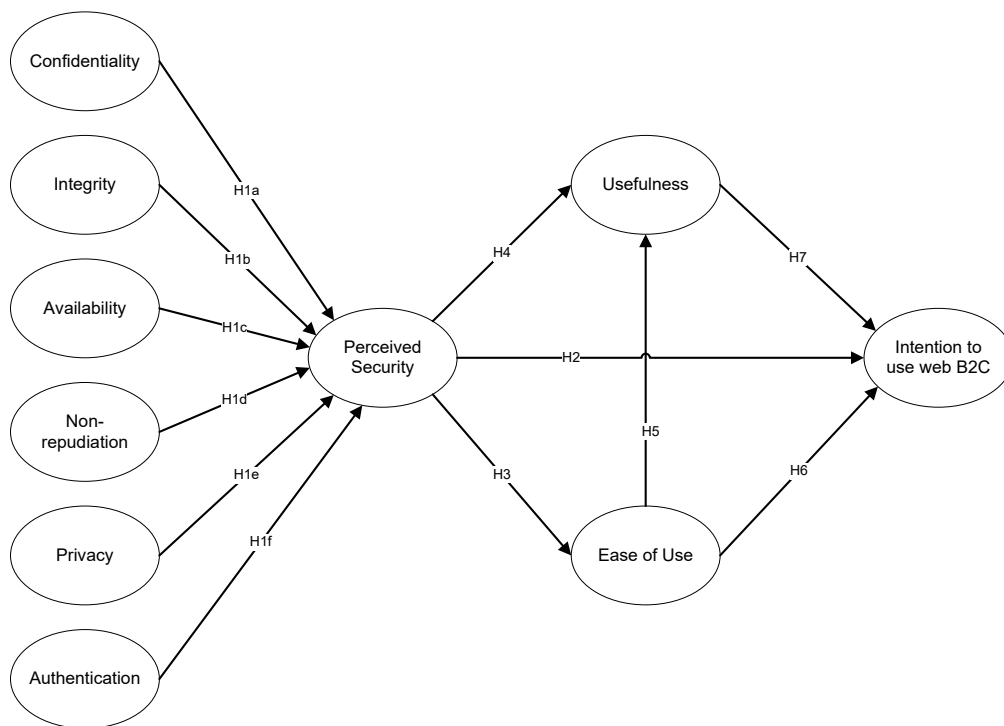 Confidentiality
Integrity
Availability
Non-
repudiation
Privacy
Authentication
H1a
H1b
H1c
H1d
H1e
H1f
Perceived
Security
H4
H2
H3
Usefulness
H5
Ease of Use
H7
H6
Intention to
use web B2C